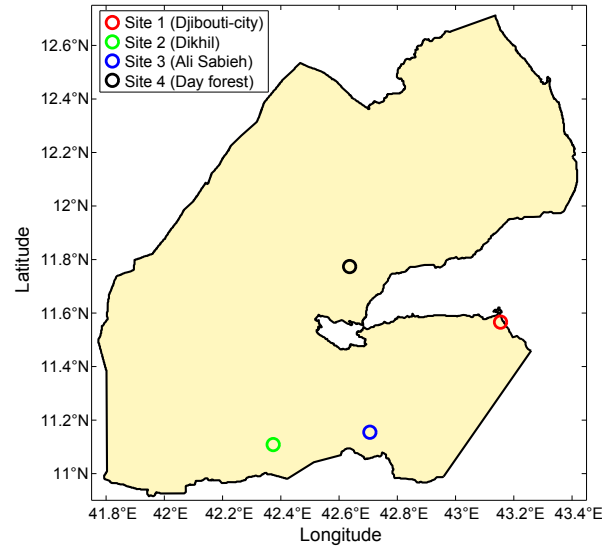 Site 1 (Djibouti-city)
Site 2 (Dikhil)
Site 3 (Ali Sabieh)
Site 4 (Day forest)
12.6°N
12.4°N
12.2°N
12°N
11.8°N
11.6°N
11.4°N
11.2°N
11°N
Latitude
41.8°E 42°E 42.2°E 42.4°E 42.6°E 42.8°E 43°E 43.2°E 43.4°E
Longitude